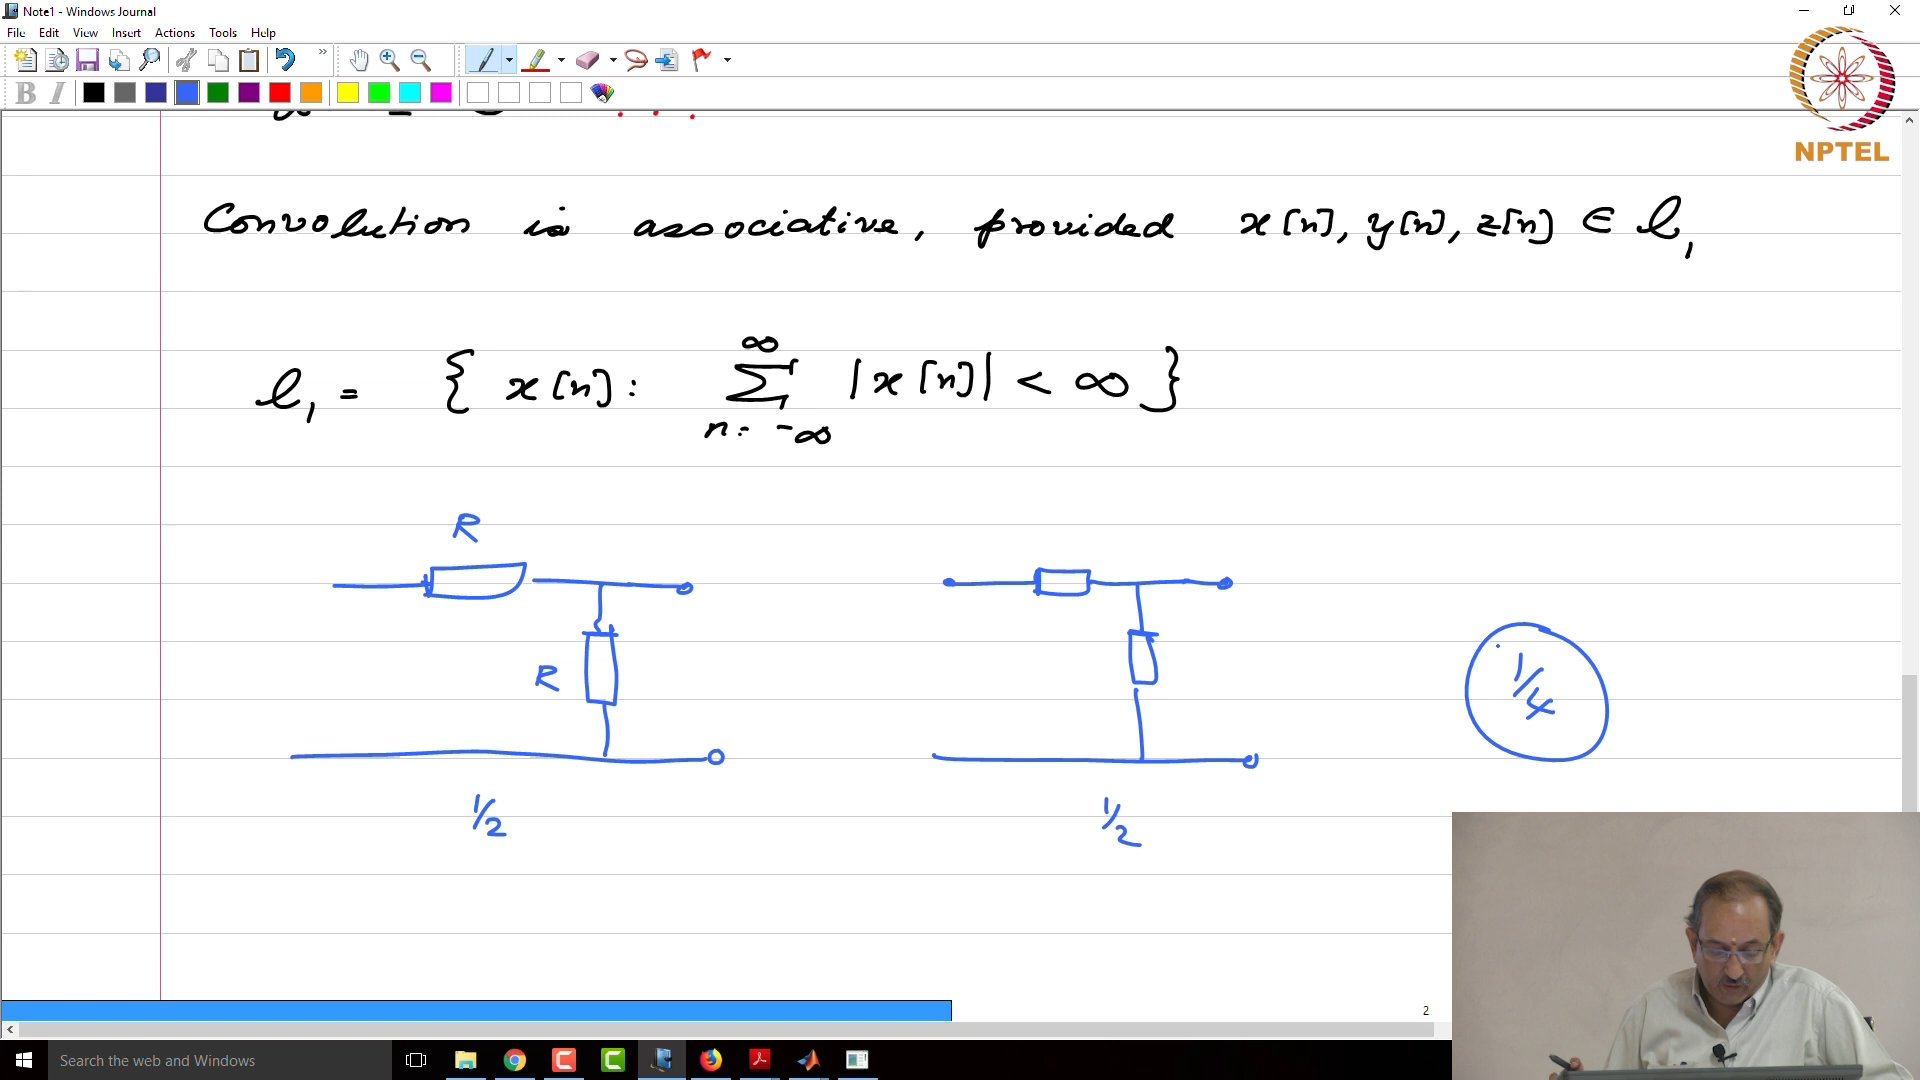 Note1 - Windows Journal
File Edit View Insert Actions Tools Help
B I
NPTEL
Convolution is associative, provided x[n], y[n], z[n] ∈ l₁
l₁ = { x[n]: ∞ ∑ n = -∞ |x[n]| < ∞ }
R
R
1/4
1/2 1/2
2
Search the web and Windows